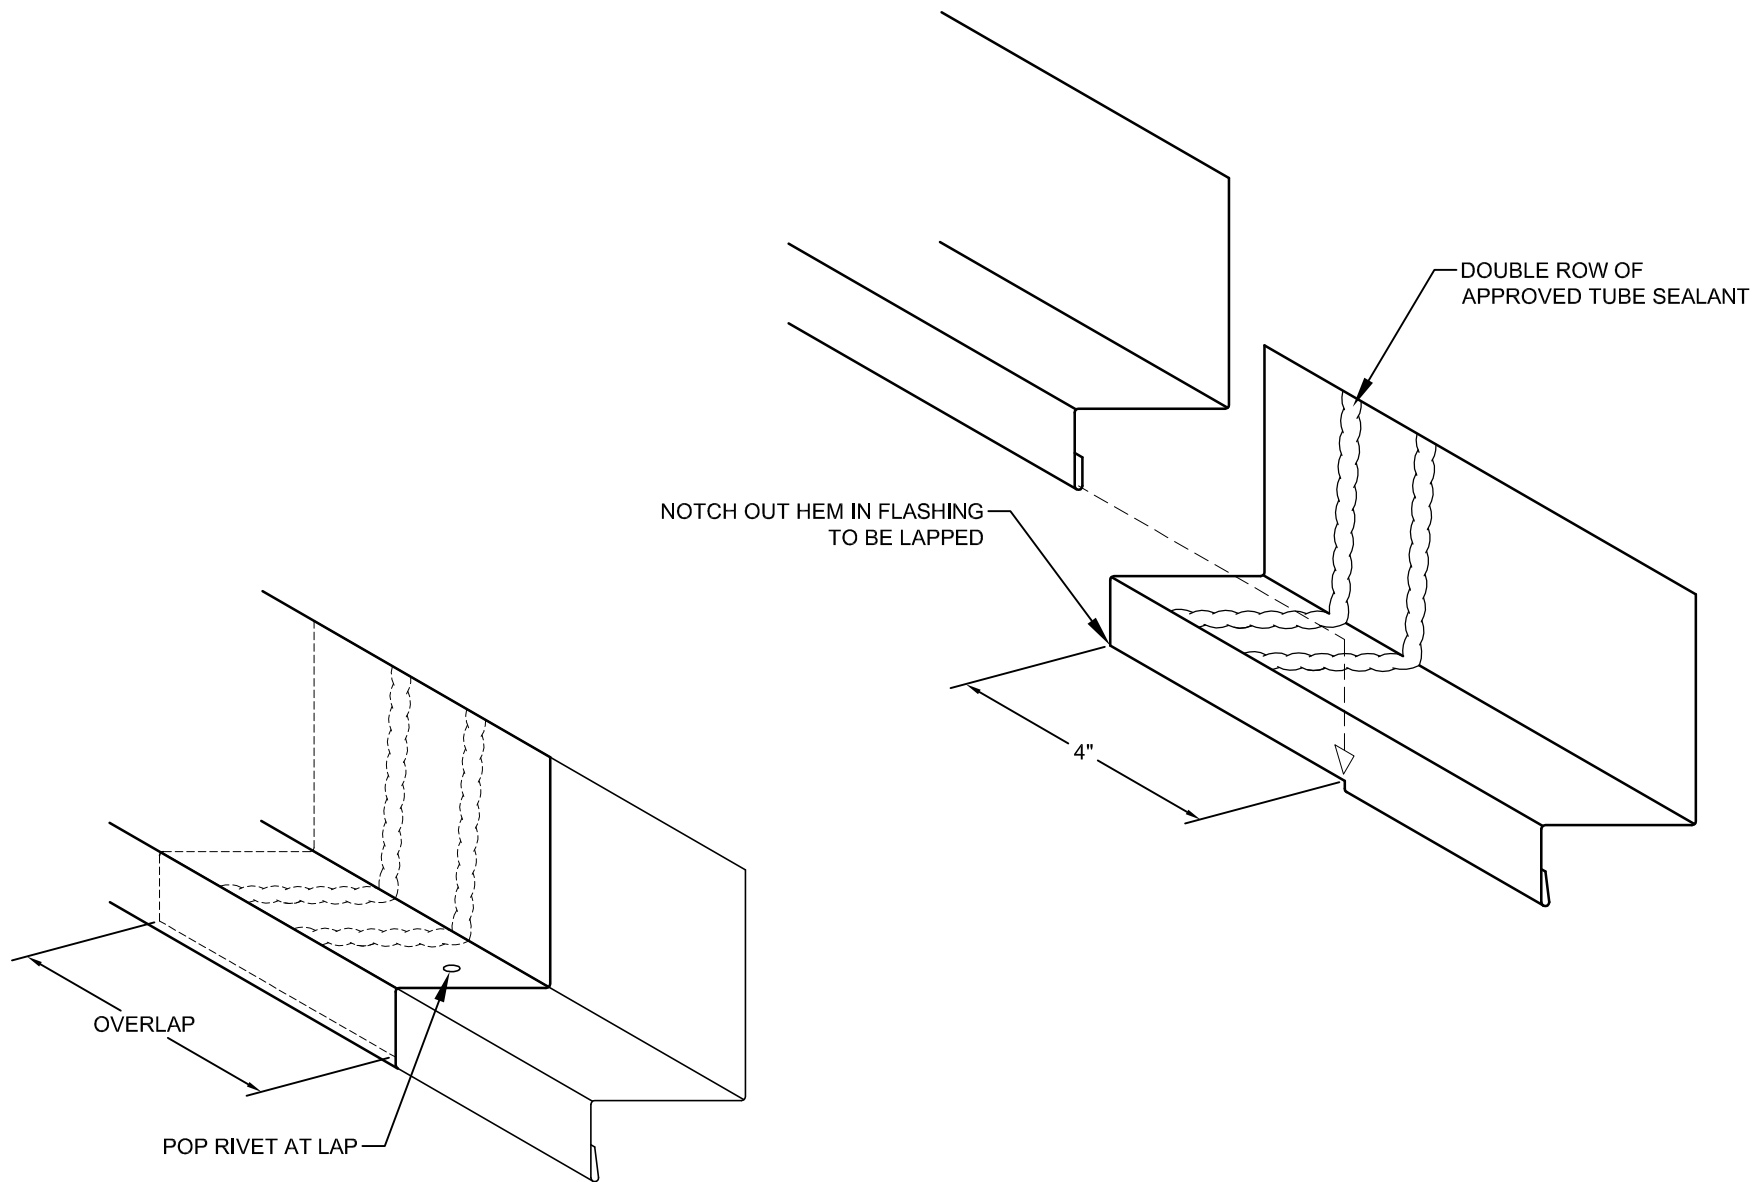 DOUBLE ROW OF
APPROVED TUBE SEALANT
NOTCH OUT HEM IN FLASHING
TO BE LAPPED
4"
OVERLAP
POP RIVET AT LAP